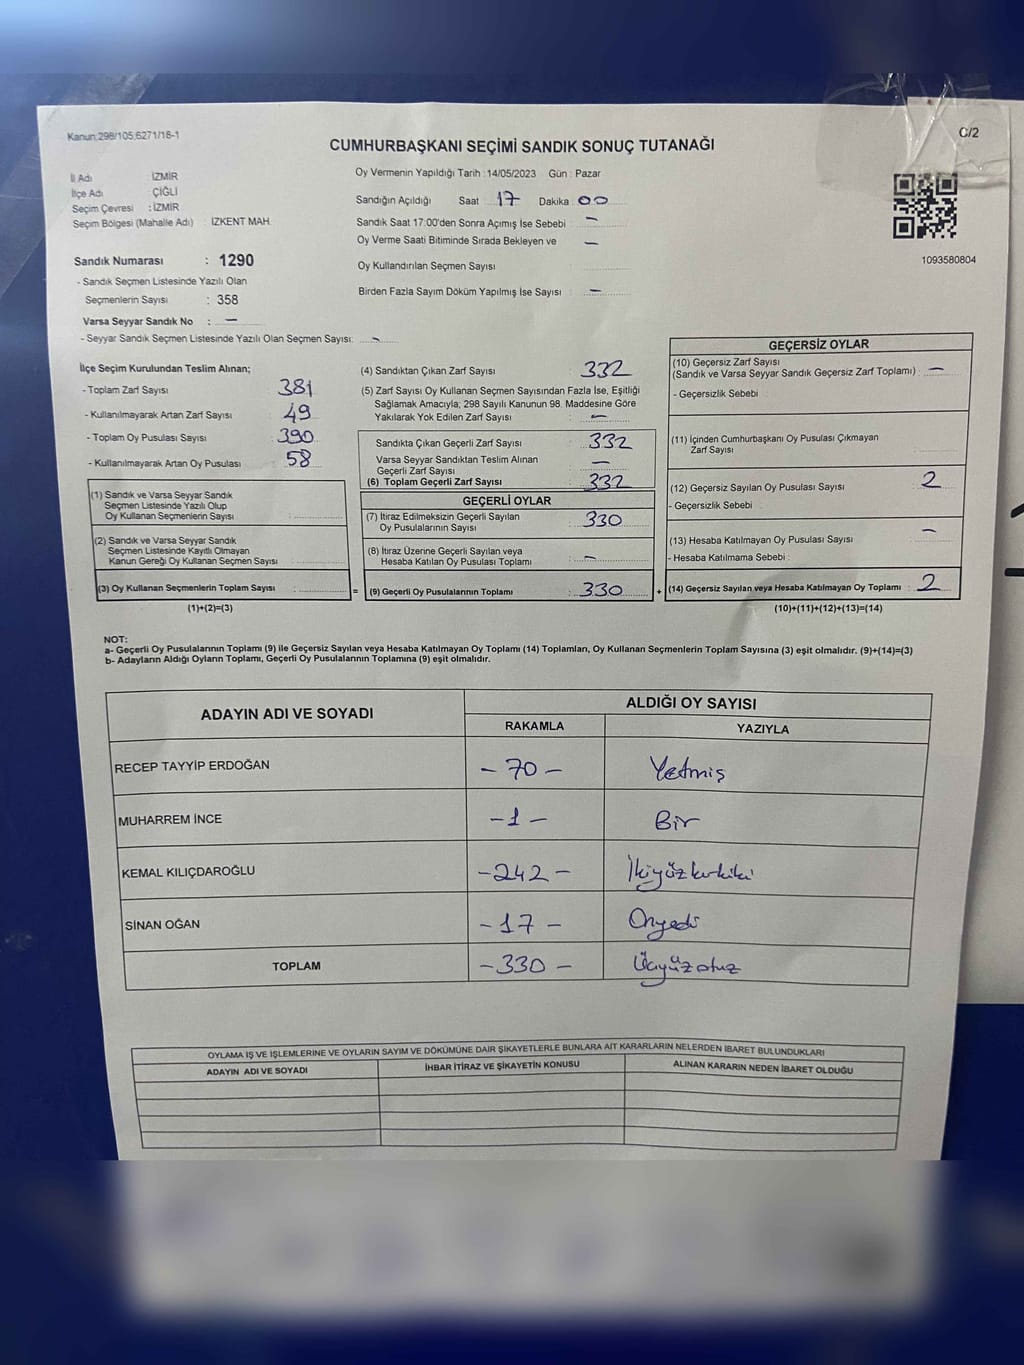 Kanun;298/105;6271/18-1
C/2
CUMHURBAŞKANI SEÇİMİ SANDIK SONUÇ TUTANAĞI
İl Adı : İZMİR
İlçe Adı : ÇİĞLİ
Seçim Çevresi : İZMİR
Seçim Bölgesi (Mahalle Adı) : İZKENT MAH.
Oy Vermenin Yapıldığı Tarih : 14/05/2023 Gün : Pazar
Sandığın Açıldığı Saat 17 Dakika 00
Sandık Saat 17:00'den Sonra Açmış İse Sebebi : —
Oy Verme Saati Bitiminde Sırada Bekleyen ve —
Oy Kullandırılan Seçmen Sayısı :
Birden Fazla Sayım Döküm Yapılmış İse Sayısı : —
1093580804
Sandık Numarası : 1290
- Sandık Seçmen Listesinde Yazılı Olan
Seçmenlerin Sayısı : 358
Varsa Seyyar Sandık No : —
- Seyyar Sandık Seçmen Listesinde Yazılı Olan Seçmen Sayısı: —
İlçe Seçim Kurulundan Teslim Alınan;
- Toplam Zarf Sayısı : 381
- Kullanılmayarak Artan Zarf Sayısı : 49
- Toplam Oy Pusulası Sayısı : 390
- Kullanılmayarak Artan Oy Pusulası : 58
(1) Sandık ve Varsa Seyyar Sandık
Seçmen Listesinde Yazılı Olup
Oy Kullanan Seçmenlerin Sayısı :
(2) Sandık ve Varsa Seyyar Sandık
Seçmen Listesinde Kayıtlı Olmayan
Kanun Gereği Oy Kullanan Seçmen Sayısı :
(3) Oy Kullanan Seçmenlerin Toplam Sayısı : =
(1)+(2)=(3)
(4) Sandıktan Çıkan Zarf Sayısı : 332
(5) Zarf Sayısı Oy Kullanan Seçmen Sayısından Fazla İse, Eşitliği
Sağlamak Amacıyla; 298 Sayılı Kanunun 98. Maddesine Göre
Yakılarak Yok Edilen Zarf Sayısı : —
Sandıkta Çıkan Geçerli Zarf Sayısı : 332
Varsa Seyyar Sandıktan Teslim Alınan
Geçerli Zarf Sayısı : —
(6) Toplam Geçerli Zarf Sayısı : 332
GEÇERLİ OYLAR
(7) İtiraz Edilmeksizin Geçerli Sayılan
Oy Pusulalarının Sayısı : 330
(8) İtiraz Üzerine Geçerli Sayılan veya
Hesaba Katılan Oy Pusulası Toplamı : —
(9) Geçerli Oy Pusulalarının Toplamı : 330 +
GEÇERSİZ OYLAR
(10) Geçersiz Zarf Sayısı
(Sandık ve Varsa Seyyar Sandık Geçersiz Zarf Toplamı) : —
- Geçersizlik Sebebi :
(11) İçinden Cumhurbaşkanı Oy Pusulası Çıkmayan
Zarf Sayısı :
(12) Geçersiz Sayılan Oy Pusulası Sayısı : 2
- Geçersizlik Sebebi :
(13) Hesaba Katılmayan Oy Pusulası Sayısı : —
- Hesaba Katılmama Sebebi :
(14) Geçersiz Sayılan veya Hesaba Katılmayan Oy Toplamı : 2
(10)+(11)+(12)+(13)=(14)
NOT:
a- Geçerli Oy Pusulalarının Toplamı (9) ile Geçersiz Sayılan veya Hesaba Katılmayan Oy Toplamı (14) Toplamları, Oy Kullanan Seçmenlerin Toplam Sayısına (3) eşit olmalıdır. (9)+(14)=(3)
b- Adayların Aldığı Oyların Toplamı, Geçerli Oy Pusulalarının Toplamına (9) eşit olmalıdır.
ADAYIN ADI VE SOYADI
ALDIĞI OY SAYISI
RAKAMLA YAZIYLA
RECEP TAYYİP ERDOĞAN - 70 - Yetmiş
MUHARREM İNCE - 1 - Bir
KEMAL KILIÇDAROĞLU - 242 - İkiyüzkırkiki
SİNAN OĞAN - 17 - Onyedi
TOPLAM - 330 - Üçyüzotuz
OYLAMA İŞ VE İŞLEMLERİNE VE OYLARIN SAYIM VE DÖKÜMÜNE DAİR ŞİKAYETLERLE BUNLARA AİT KARARLARIN NELERDEN İBARET BULUNDUKLARI
ADAYIN ADI VE SOYADI İHBAR İTİRAZ VE ŞİKAYETİN KONUSU ALINAN KARARIN NEDEN İBARET OLDUĞU